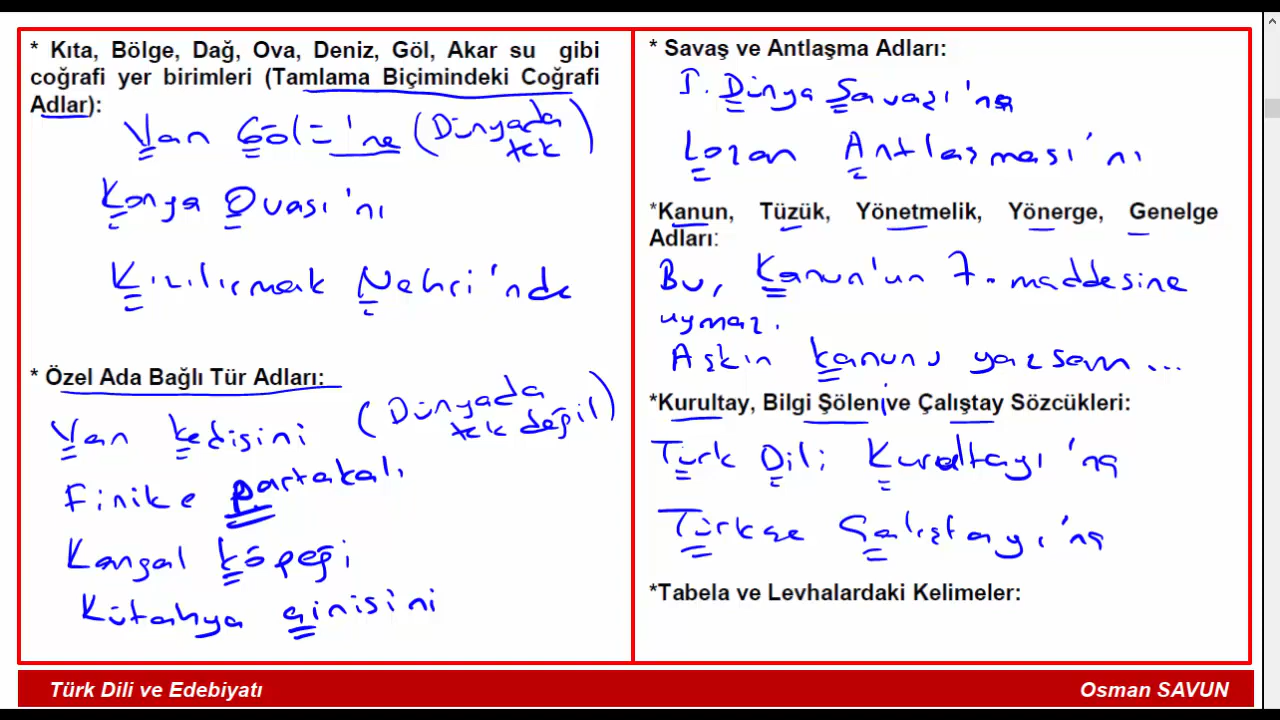 * Kıta, Bölge, Dağ, Ova, Deniz, Göl, Akar su gibi
coğrafi yer birimleri (Tamlama Biçimindeki Coğrafi
Adlar):
Van Gölü'ne (Dünyada
tek)
Konya Ovası'nı
Kızılırmak Nehri'nde
* Özel Ada Bağlı Tür Adları:
Van kedisini (Dünyada
tek değil)
Finike portakalı
Kangal köpeği
Kütahya çinisini
* Savaş ve Antlaşma Adları:
I. Dünya Savaşı'na
Lozan Antlaşması'nı
*Kanun, Tüzük, Yönetmelik, Yönerge, Genelge
Adları:
Bu, Kanun'un 7. maddesine
uymaz.
Aşkın kanunu yazsam ...
*Kurultay, Bilgi Şöleni ve Çalıştay Sözcükleri:
Türk Dili Kurultayı'na
Türkçe Çalıştayı'na
*Tabela ve Levhalardaki Kelimeler:
Türk Dili ve Edebiyatı
Osman SAVUN